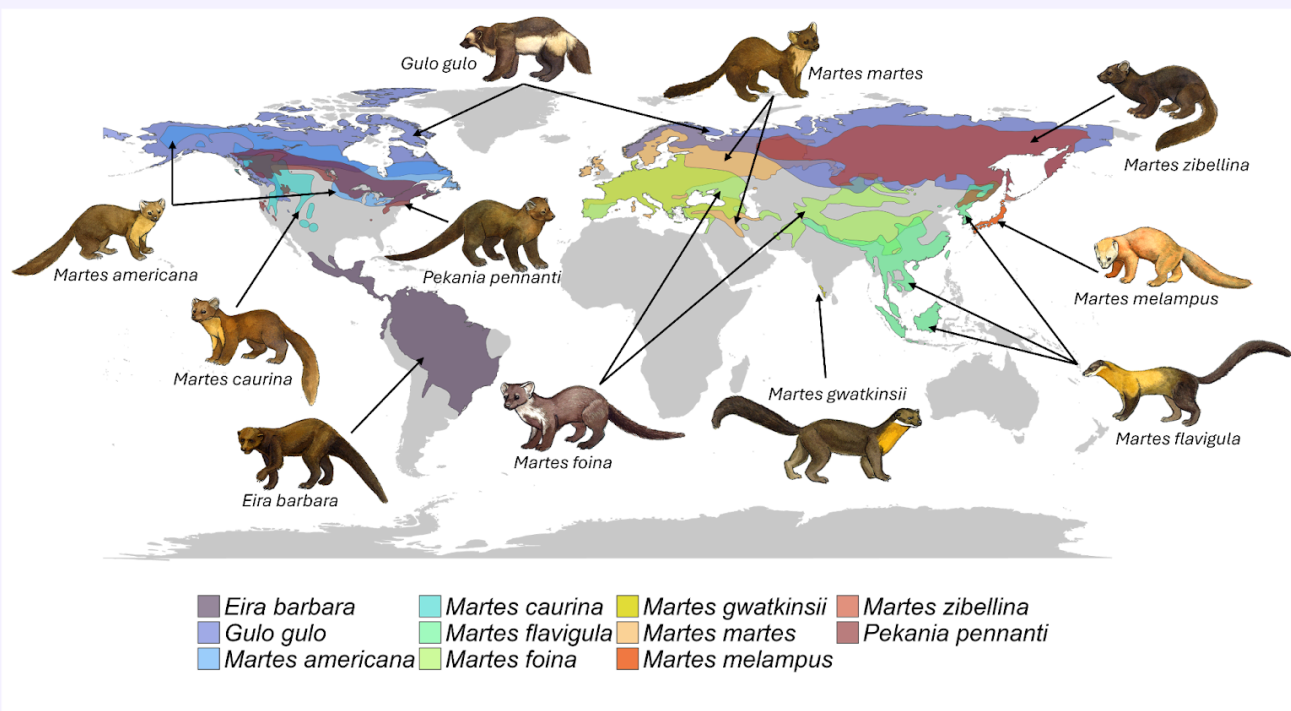 Gulo gulo
Martes martes
Martes zibellina
Martes americana
Pekania pennanti
Martes melampus
Martes caurina
Martes gwatkinsii
Martes flavigula
Martes foina
Eira barbara
Eira barbara
Martes caurina
Martes gwatkinsii
Martes zibellina
Gulo gulo
Martes flavigula
Martes martes
Pekania pennanti
Martes americana
Martes foina
Martes melampus